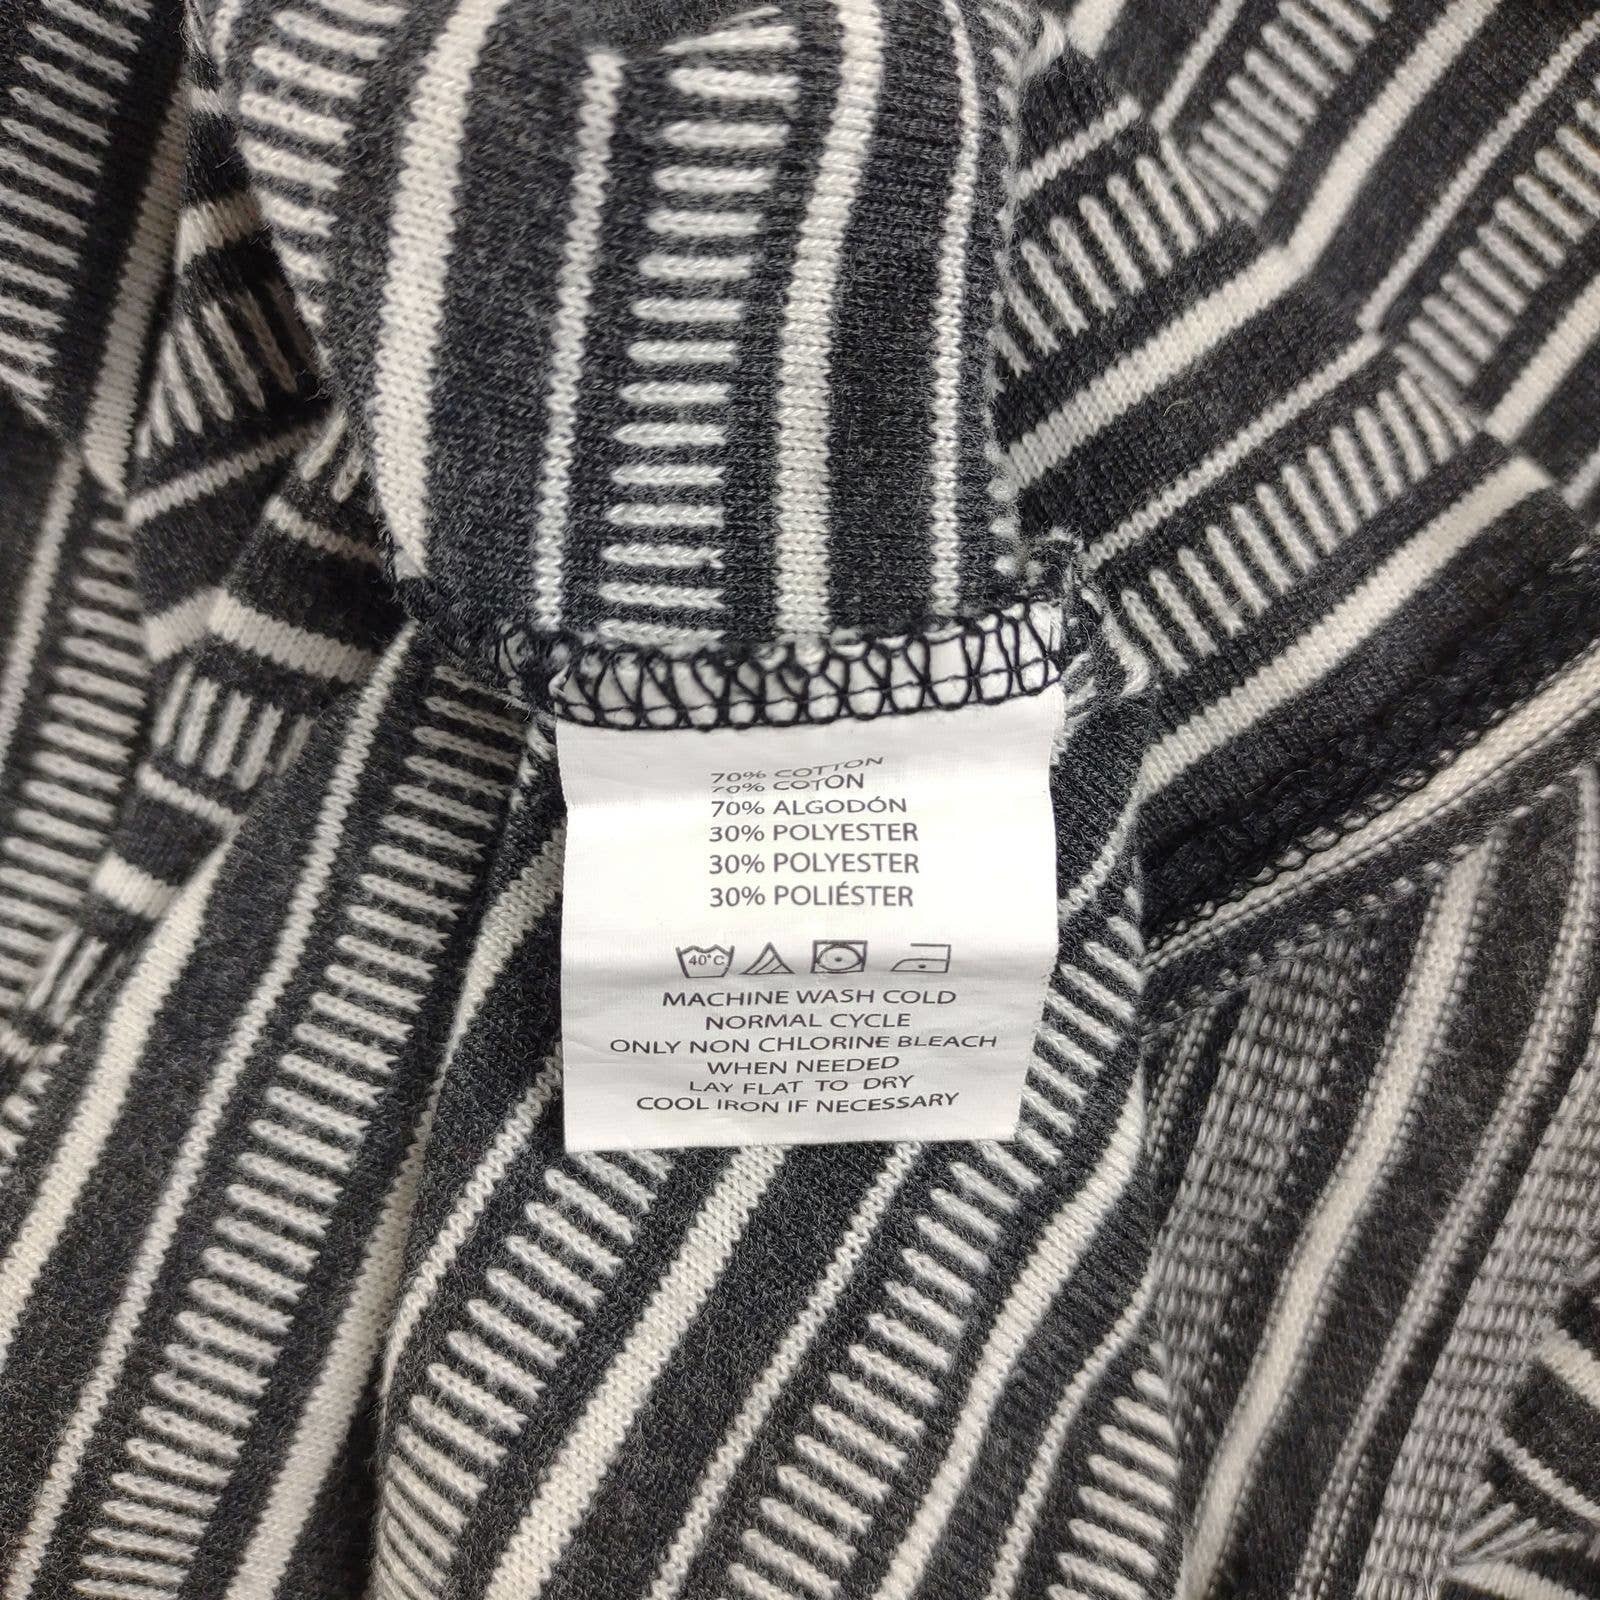 70% COTTON
70% COTON
70% ALGODÓN
30% POLYESTER
30% POLYESTER
30% POLIÉSTER
40°C
MACHINE WASH COLD
NORMAL CYCLE
ONLY NON CHLORINE BLEACH
WHEN NEEDED
LAY FLAT TO DRY
COOL IRON IF NECESSARY